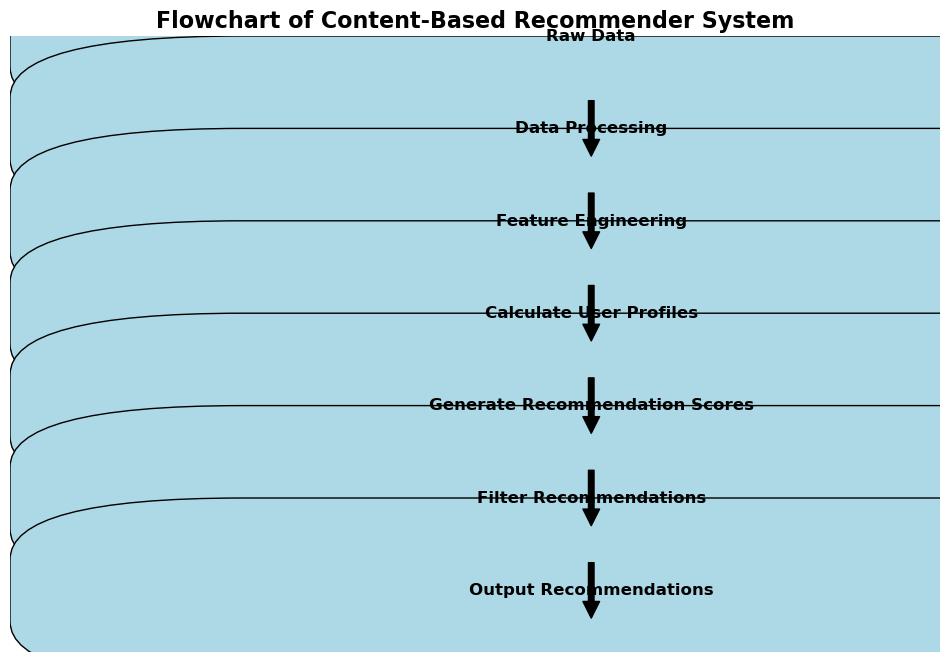 Flowchart of Content-Based Recommender System
Raw Data
Data Processing
Feature Engineering
Calculate User Profiles
Generate Recommendation Scores
Filter Recommendations
Output Recommendations